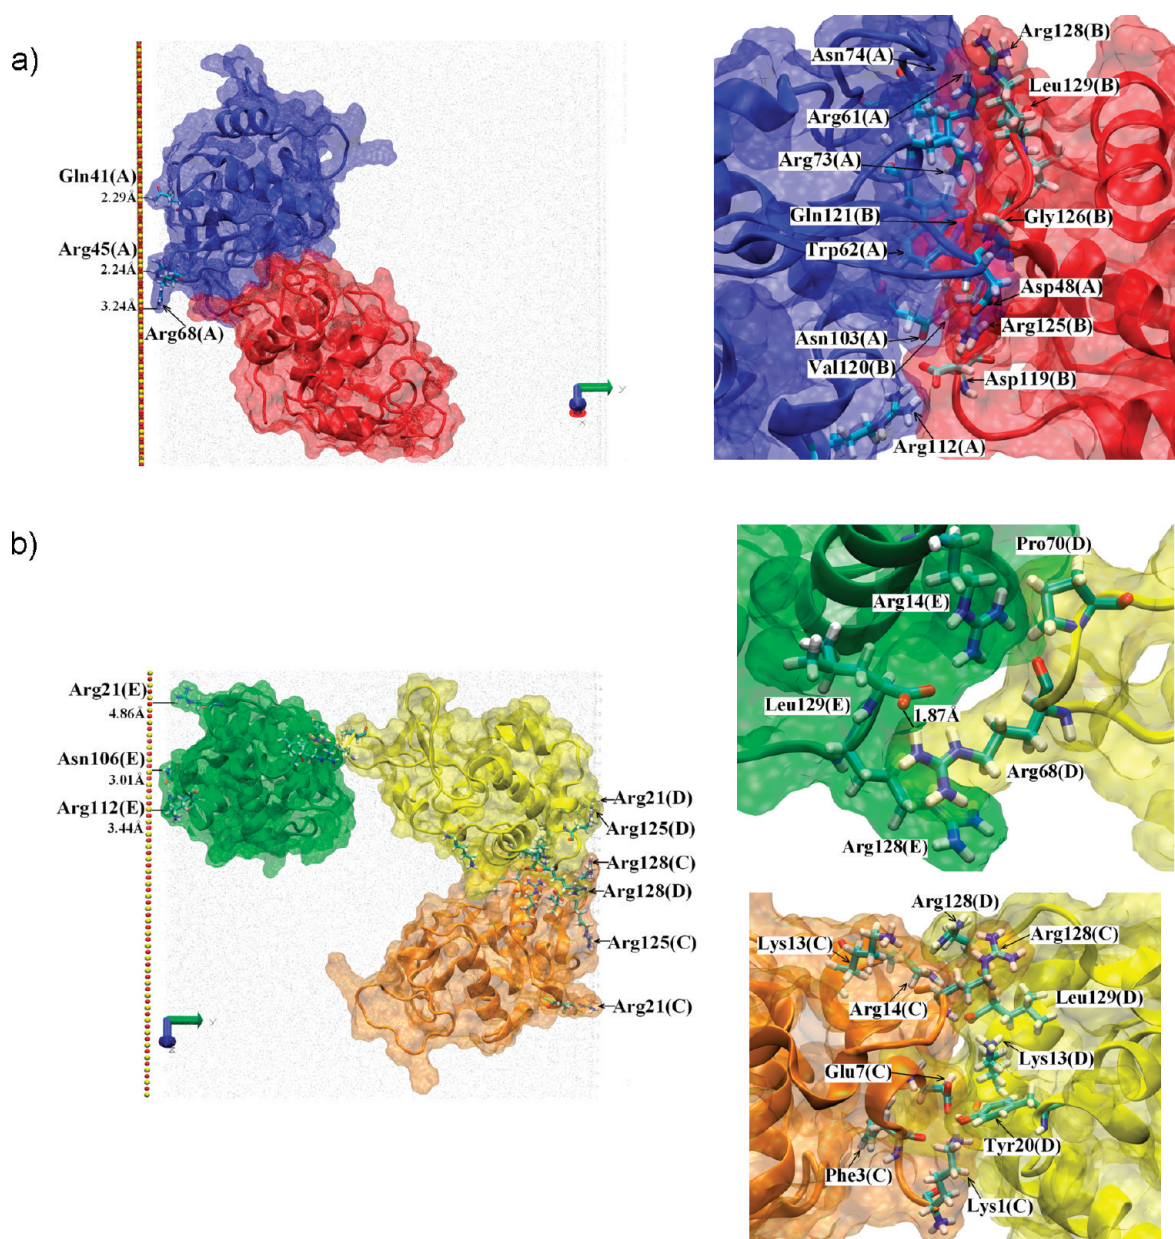 a)
Gln41(A)
2.29Å
Arg45(A)
2.24Å
3.24Å
Arg68(A)
Y
Asn74(A)
Arg128(B)
Leu129(B)
Arg61(A)
Arg73(A)
Gln121(B)
Gly126(B)
Trp62(A)
Asp48(A)
Asn103(A)
Arg125(B)
Val120(B)
Asp119(B)
Arg112(A)
b)
Arg21(E)
4.86Å
Asn106(E)
3.01Å
Arg112(E)
3.44Å
Arg21(D)
Arg125(D)
Arg128(C)
Arg128(D)
Arg125(C)
Arg21(C)
Y
Pro70(D)
Arg14(E)
Leu129(E)
1.87Å
Arg68(D)
Arg128(E)
Arg128(D)
Lys13(C)
Arg128(C)
Arg14(C)
Leu129(D)
Lys13(D)
Glu7(C)
Tyr20(D)
Phe3(C)
Lys1(C)